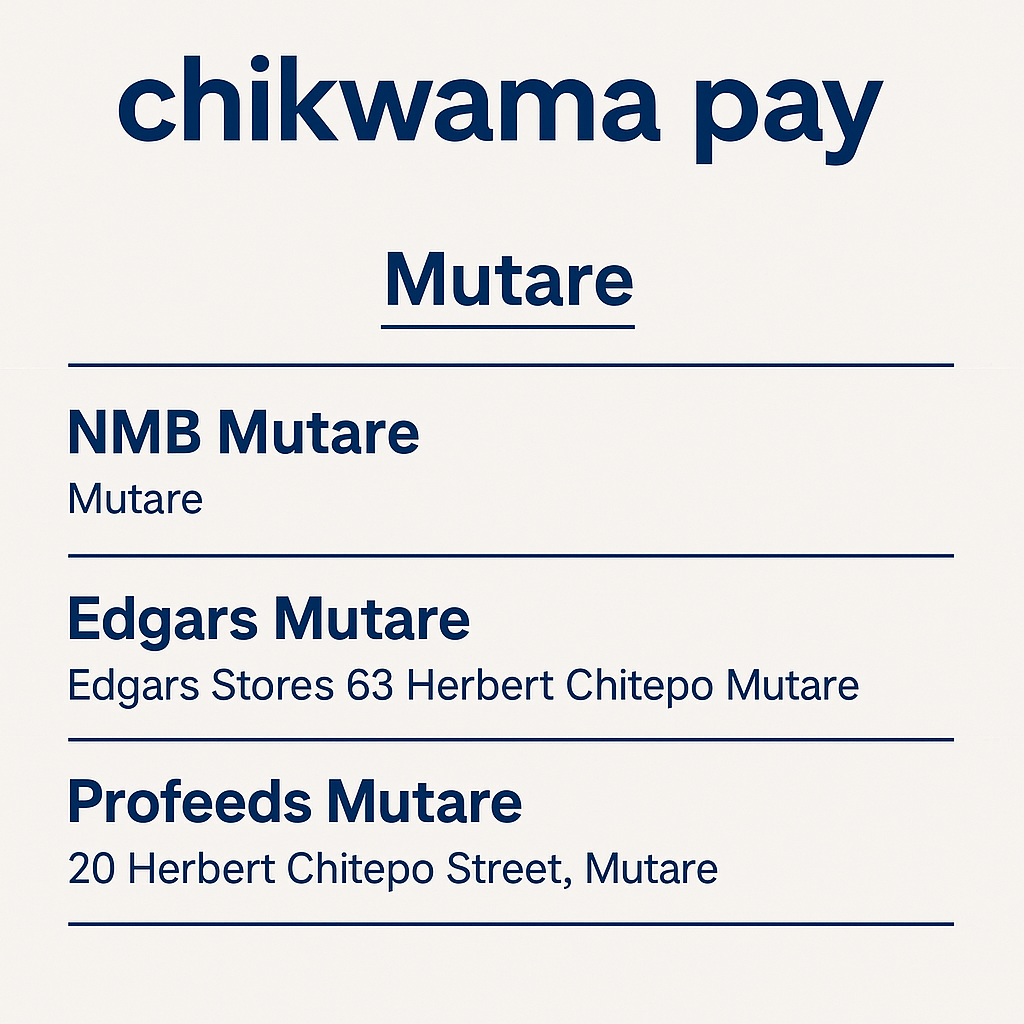 chikwama pay
Mutare
NMB Mutare
Mutare
Edgars Mutare
Edgars Stores 63 Herbert Chitepo Mutare
Profeeds Mutare
20 Herbert Chitepo Street, Mutare